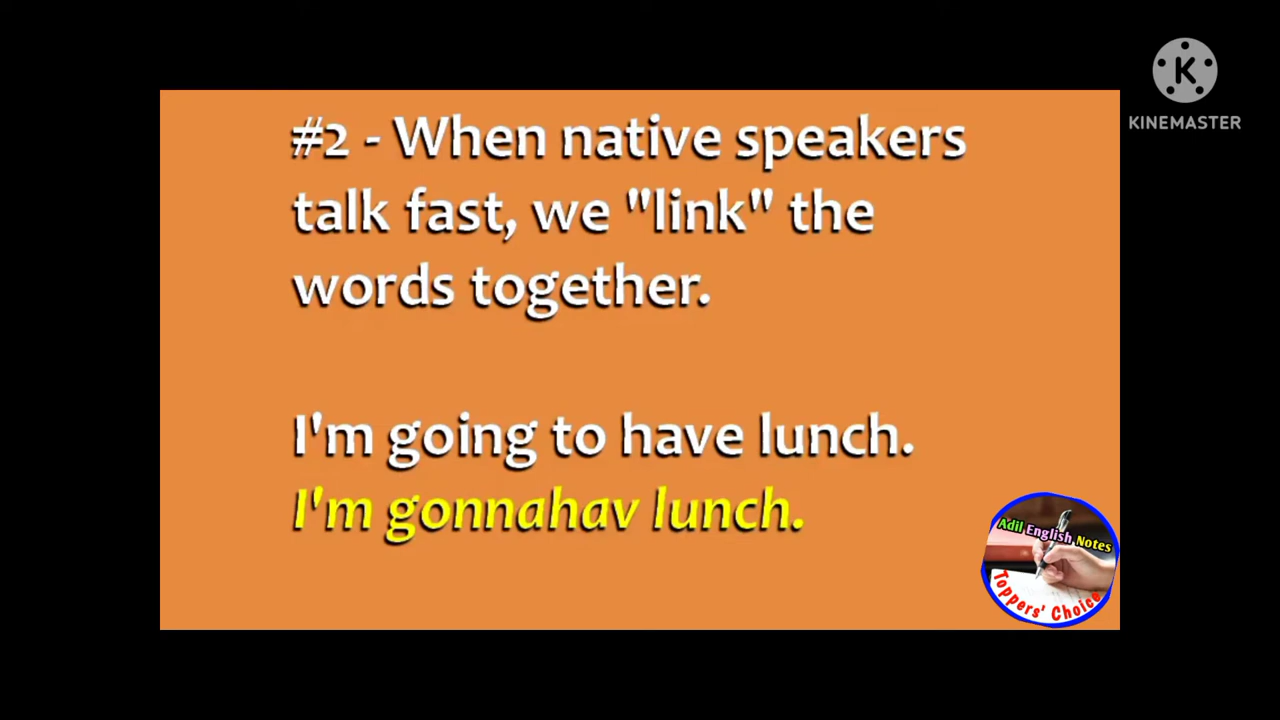 #2 - When native speakers
talk fast, we "link" the
words together.
I'm going to have lunch.
I'm gonnahav lunch.
K
KINEMASTER
Adil English Notes
Toppers' Choice